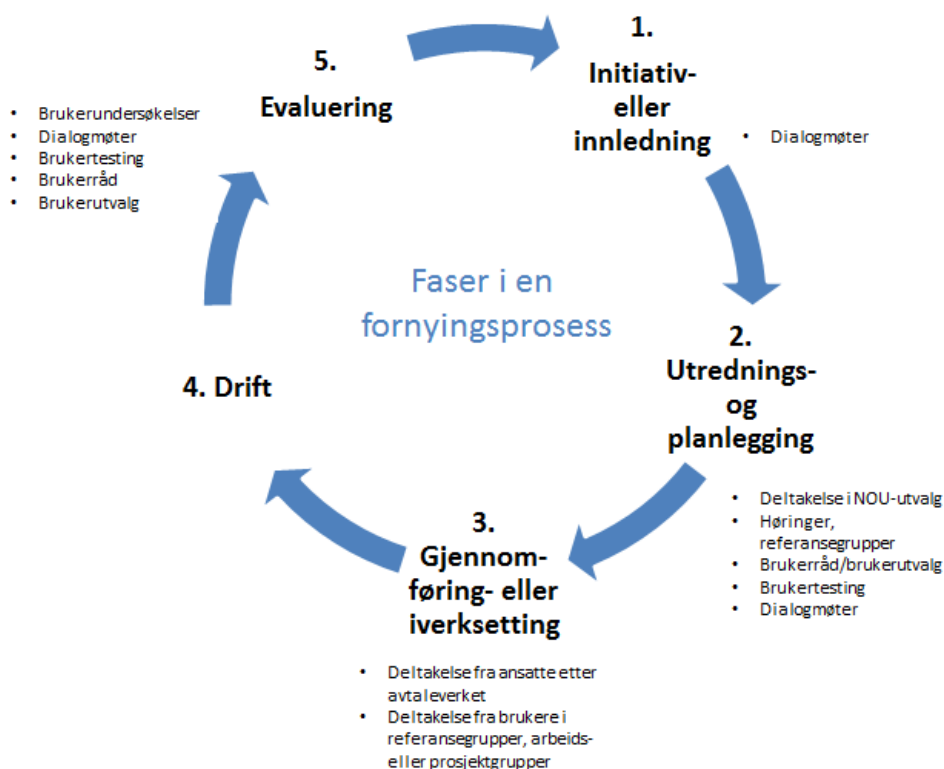 Faser i en
fornyingsprosess
1.
Initiativ-
eller
innledning
• Dialogmøter
2.
Utrednings-
og
planlegging
• Deltakelse i NOU-utvalg
• Høringer,
referansegrupper
• Brukerråd/brukerutvalg
• Brukertesting
• Dialogmøter
3.
Gjennom-
føring- eller
iverksetting
• Deltakelse fra ansatte etter
avtaleverket
• Deltakelse fra brukere i
referansegrupper, arbeids-
eller prosjektgrupper
4. Drift
5.
Evaluering
• Brukerundersøkelser
• Dialogmøter
• Brukertesting
• Brukerråd
• Brukerutvalg